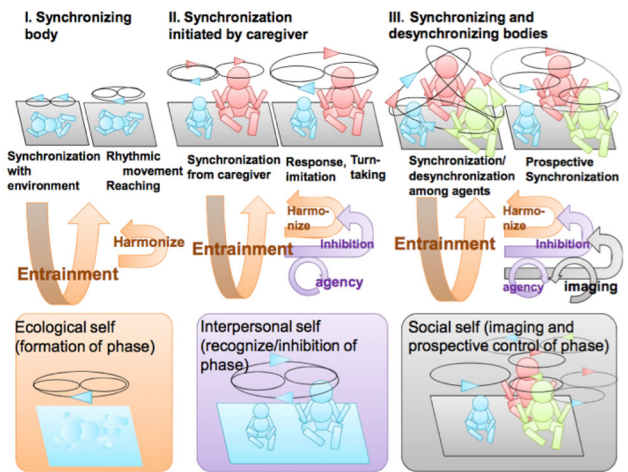 I. Synchronizing
body
II. Synchronization
initiated by caregiver
III. Synchronizing and
desynchronizing bodies
Synchronization
with
environment
Rhythmic
movement
Reaching
Synchronization
from caregiver
Response,
imitation
Turn-
taking
Synchronization/
desynchronization
among agents
Prospective
Synchronization
Entrainment
Harmonize
Entrainment
Harmo-
nize
Inhibition
agency
Entrainment
Harmo-
nize
Inhibition
agency
imaging
Ecological self
(formation of phase)
Interpersonal self
(recognize/inhibition of
phase)
Social self (imaging and
prospective control of phase)